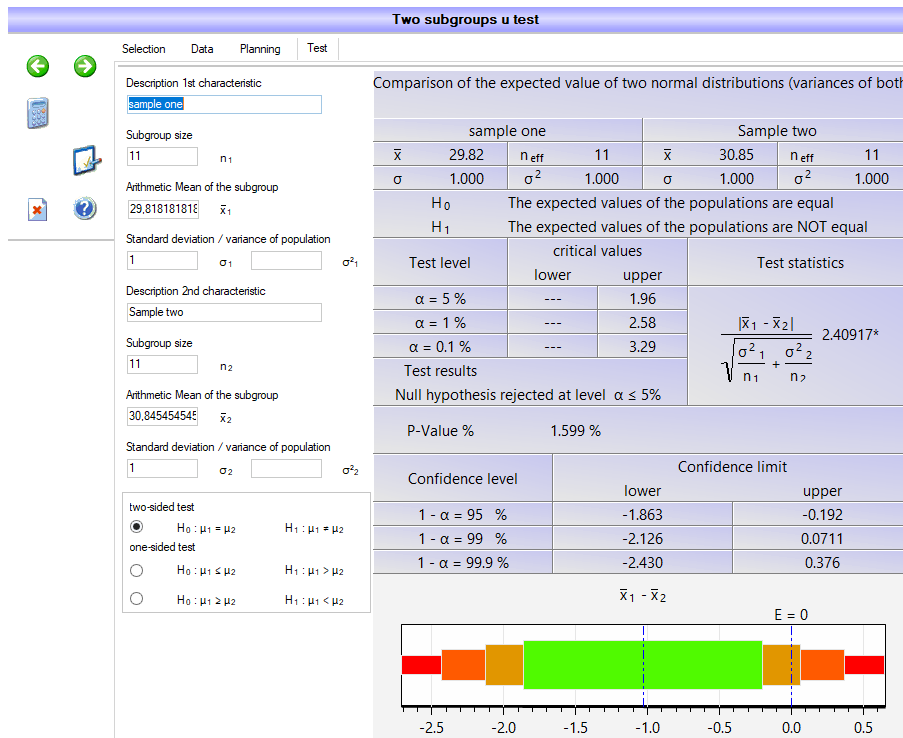 Two subgroups u test
Selection Data Planning Test
Description 1st characteristic
sample one
Subgroup size
11 n1
Arithmetic Mean of the subgroup
29,818181818 x̅1
Standard deviation / variance of population
1 σ1 σ²1
Description 2nd characteristic
Sample two
Subgroup size
11 n2
Arithmetic Mean of the subgroup
30,845454545 x̅2
Standard deviation / variance of population
1 σ2 σ²2
two-sided test
H0 : μ1 = μ2 H1 : μ1 ≠ μ2
one-sided test
H0 : μ1 ≤ μ2 H1 : μ1 > μ2
H0 : μ1 ≥ μ2 H1 : μ1 < μ2
Comparison of the expected value of two normal distributions (variances of both
sample one Sample two
x̅ 29.82 neff 11 x̅ 30.85 neff 11
σ 1.000 σ² 1.000 σ 1.000 σ² 1.000
H0 The expected values of the populations are equal
H1 The expected values of the populations are NOT equal
Test level critical values Test statistics
lower upper
α = 5 % --- 1.96
α = 1 % --- 2.58
α = 0.1 % --- 3.29
|x̅1 - x̅2| / √(σ²1/n1 + σ²2/n2) 2.40917*
Test results
Null hypothesis rejected at level α ≤ 5%
P-Value % 1.599 %
Confidence level Confidence limit
lower upper
1 - α = 95 % -1.863 -0.192
1 - α = 99 % -2.126 0.0711
1 - α = 99.9 % -2.430 0.376
x̅1 - x̅2
E = 0
-2.5 -2.0 -1.5 -1.0 -0.5 0.0 0.5